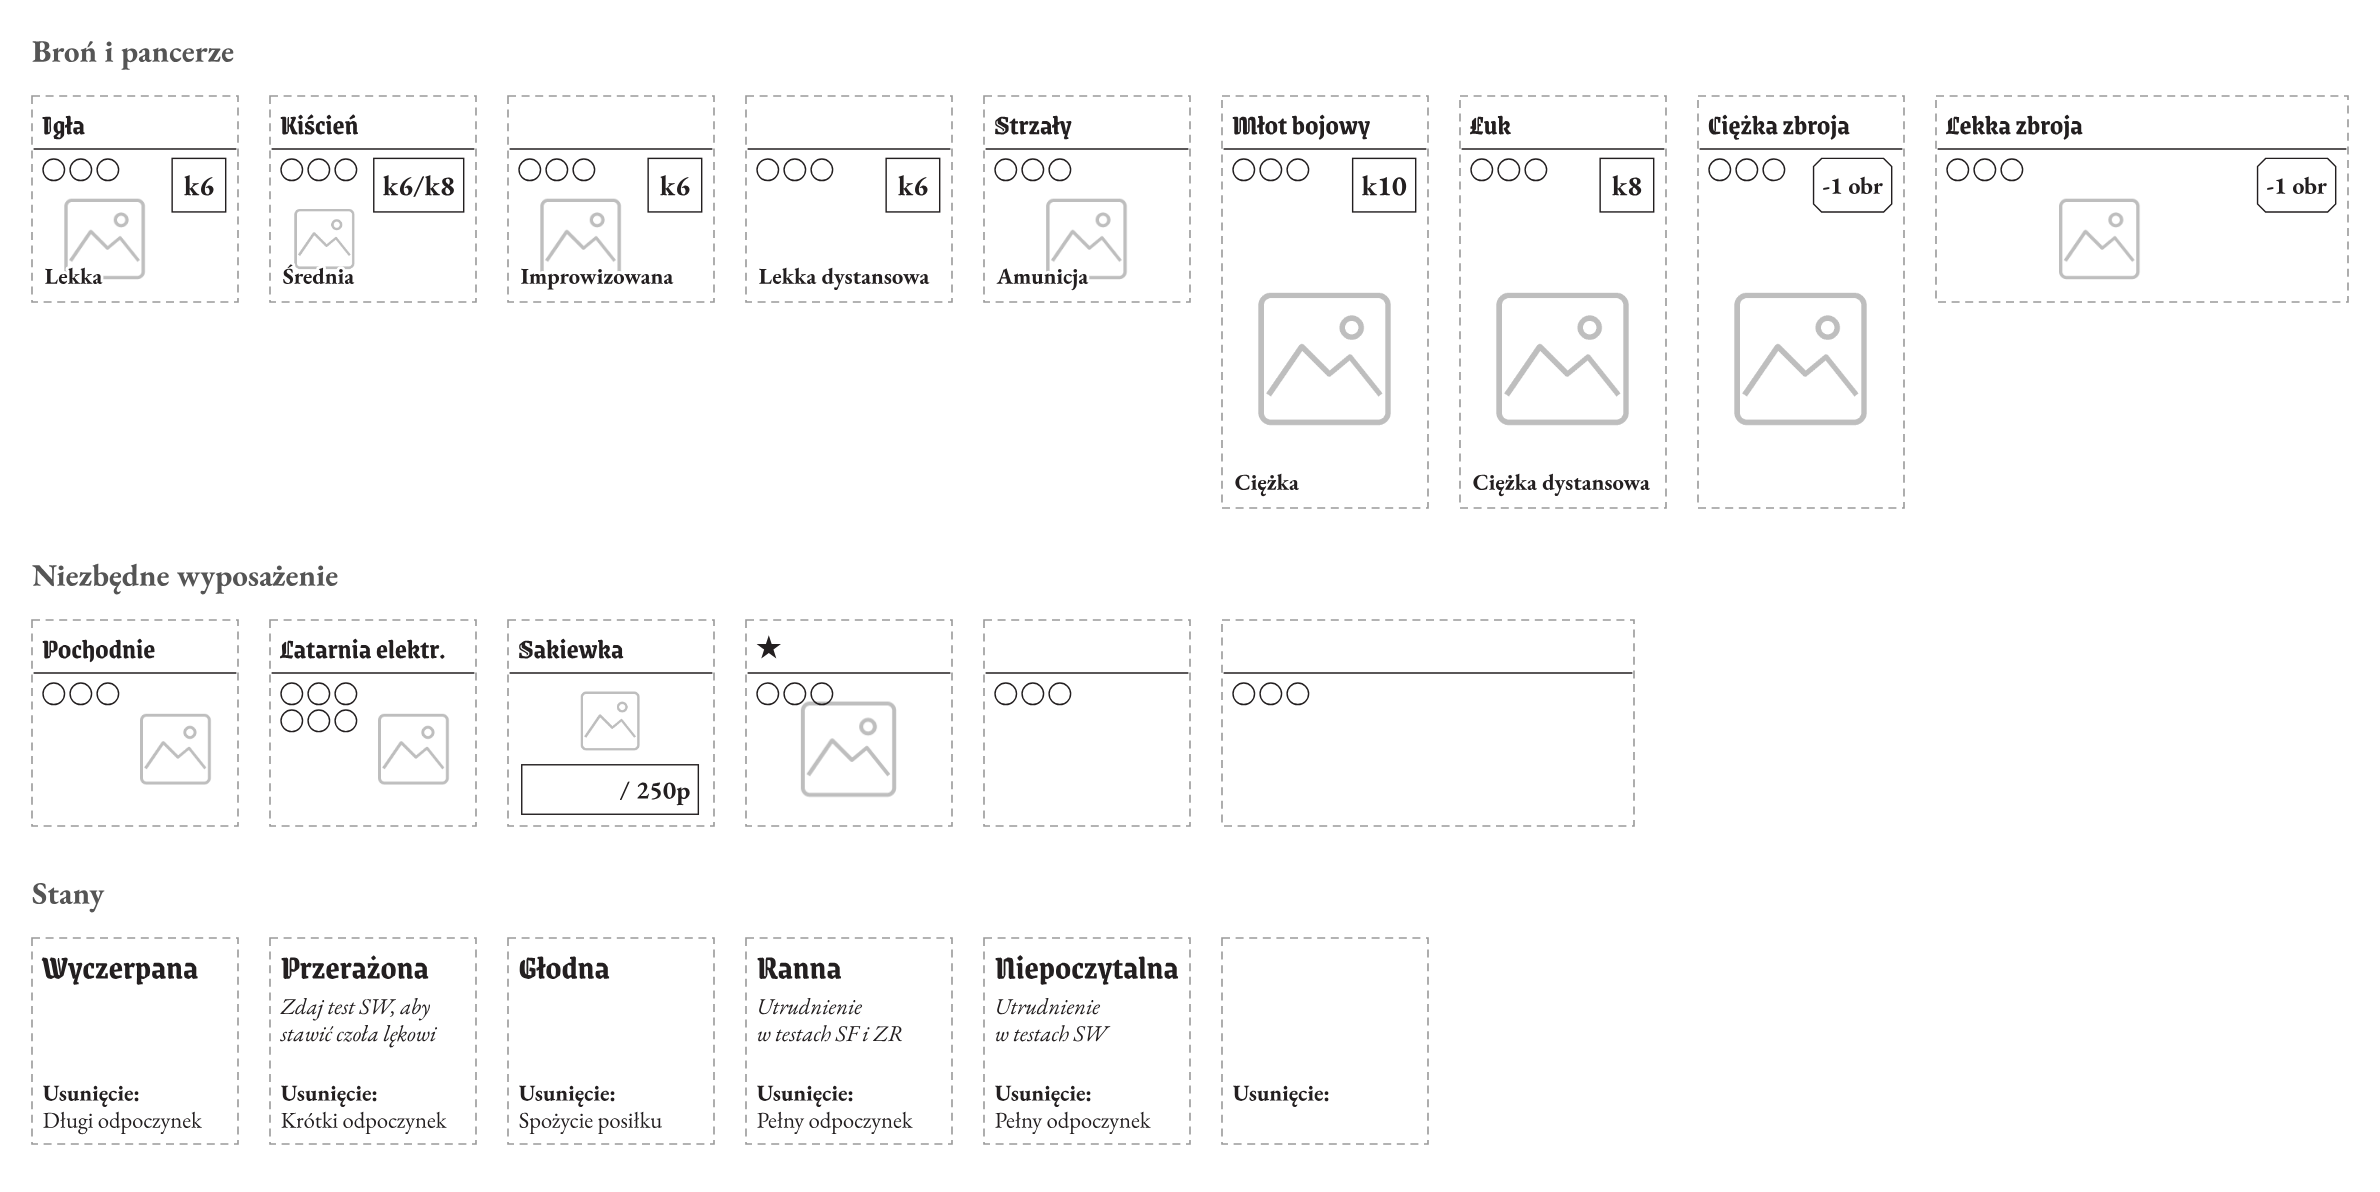 Broń i pancerze
Igła
k6
Lekka
Kiścień
k6/k8
Średnia
k6
Improwizowana
k6
Lekka dystansowa
Strzały
Amunicja
Młot bojowy
k10
Ciężka
Łuk
k8
Ciężka dystansowa
Ciężka zbroja
-1 obr
Lekka zbroja
-1 obr
Niezbędne wyposażenie
Pochodnie
Latarnia elektr.
Sakiewka
/ 250p
★
Stany
Wyczerpana
Usunięcie:
Długi odpoczynek
Przerażona
Zdaj test SW, aby
stawić czoła lękowi
Usunięcie:
Krótki odpoczynek
Głodna
Usunięcie:
Spożycie posiłku
Ranna
Utrudnienie
w testach SF i ZR
Usunięcie:
Pełny odpoczynek
Niepoczytalna
Utrudnienie
w testach SW
Usunięcie:
Pełny odpoczynek
Usunięcie: